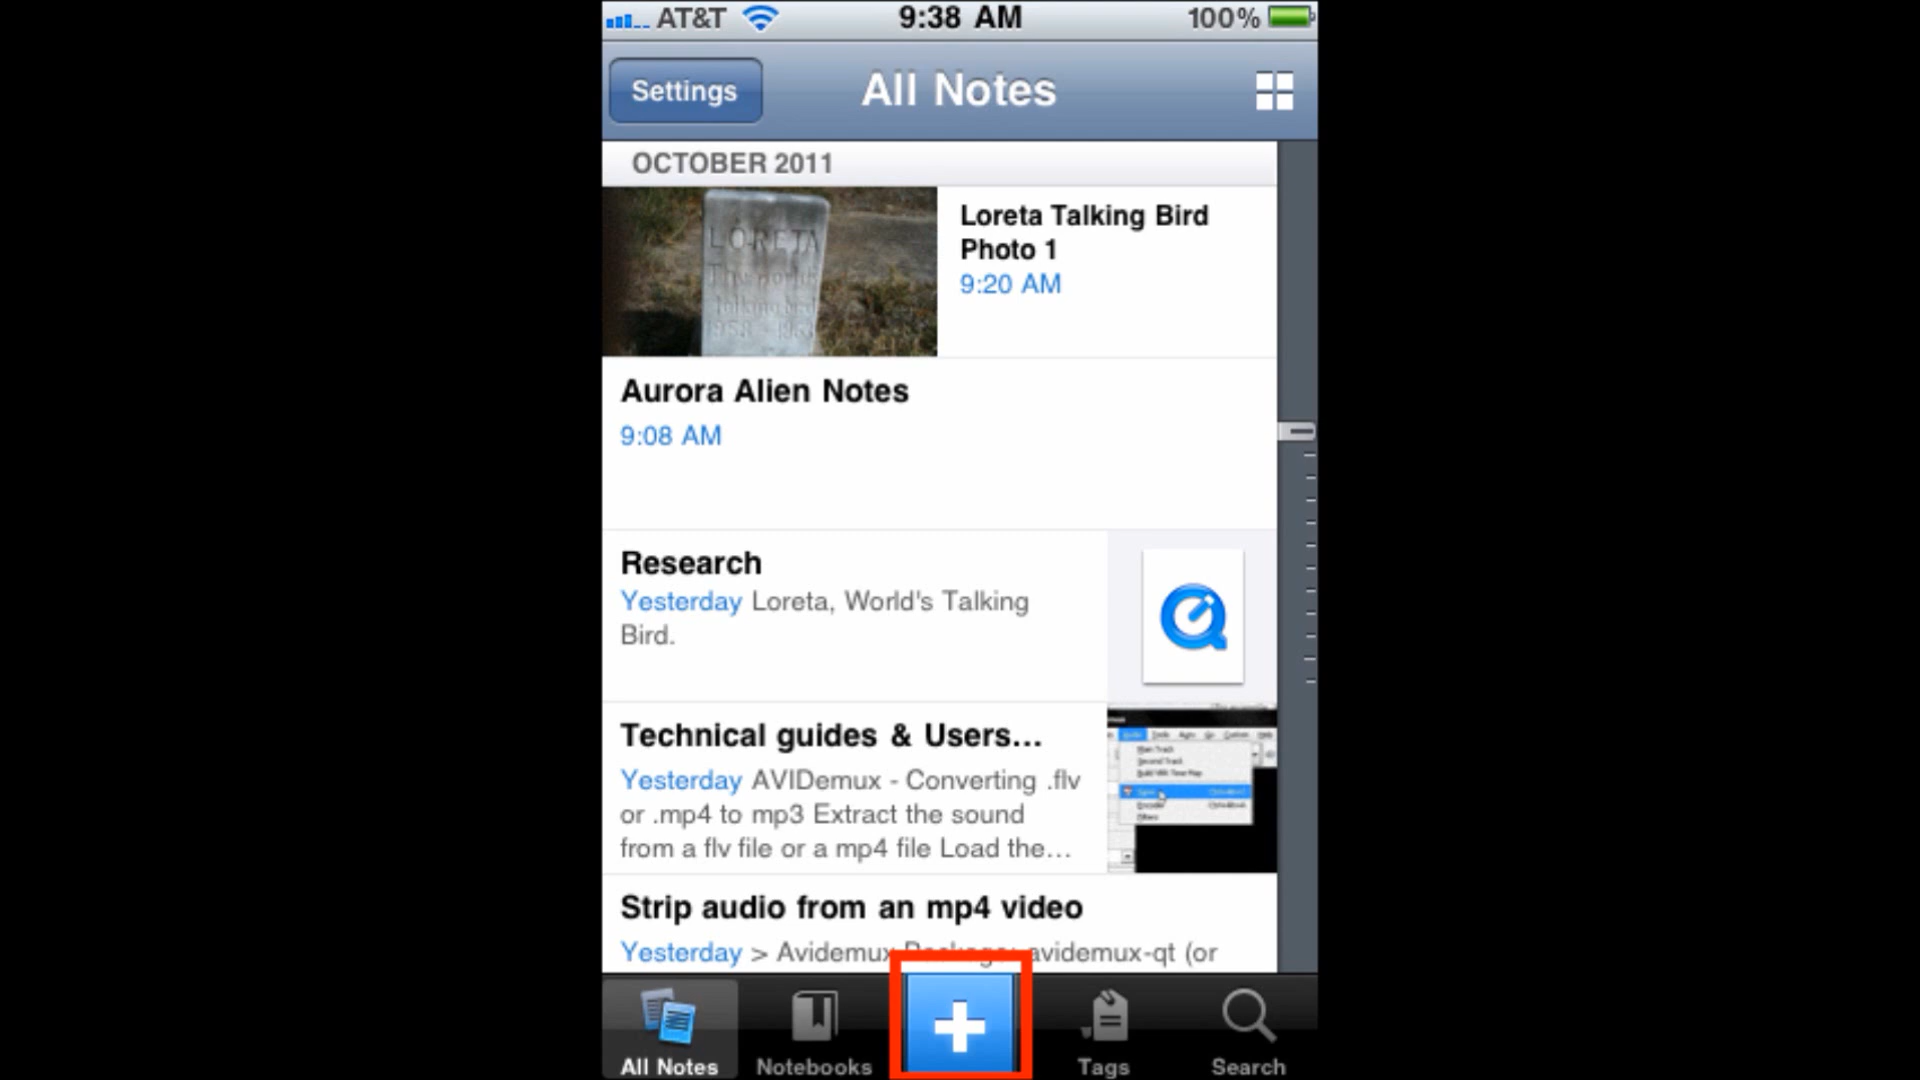 AT&T 9:38 AM 100%
Settings All Notes
OCTOBER 2011
LORETA
Loreta Talking Bird
Photo 1
9:20 AM
Aurora Alien Notes
9:08 AM
Research
Yesterday Loreta, World's Talking
Bird.
Technical guides & Users...
Yesterday AVIDemux - Converting .flv
or .mp4 to mp3 Extract the sound
from a flv file or a mp4 file Load the...
Strip audio from an mp4 video
Yesterday > Avidemux Package: avidemux-qt (or
All Notes Notebooks Tags Search